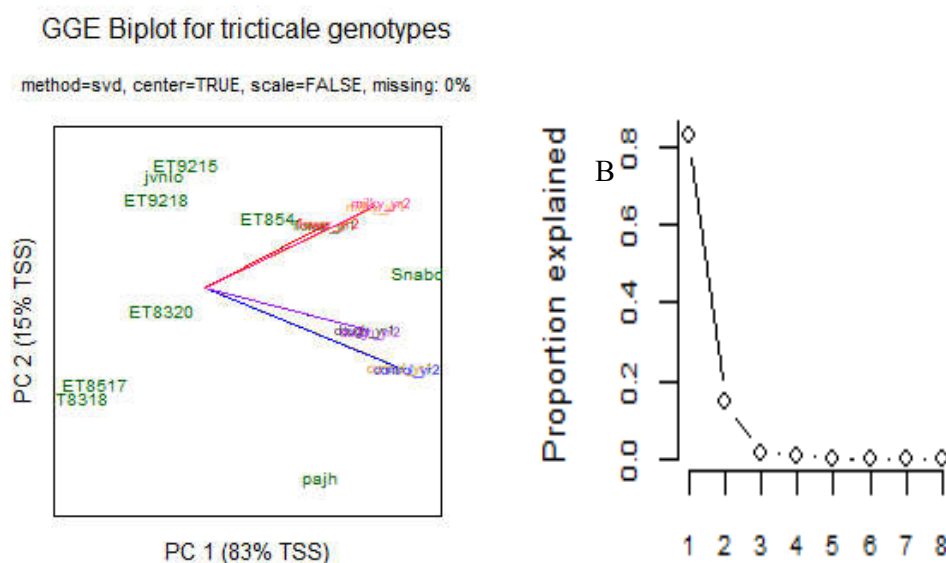 GGE Biplot for tricticale genotypes
method=svd, center=TRUE, scale=FALSE, missing: 0%
ET9215
jvnlo
ET9218
ET854
milky_yr2
Snabo
ET8320
control_yr2
ET8517
T8318
pajh
PC 2 (15% TSS)
PC 1 (83% TSS)
B
Proportion explained
0.8
0.6
0.4
0.2
0.0
1 2 3 4 5 6 7 8